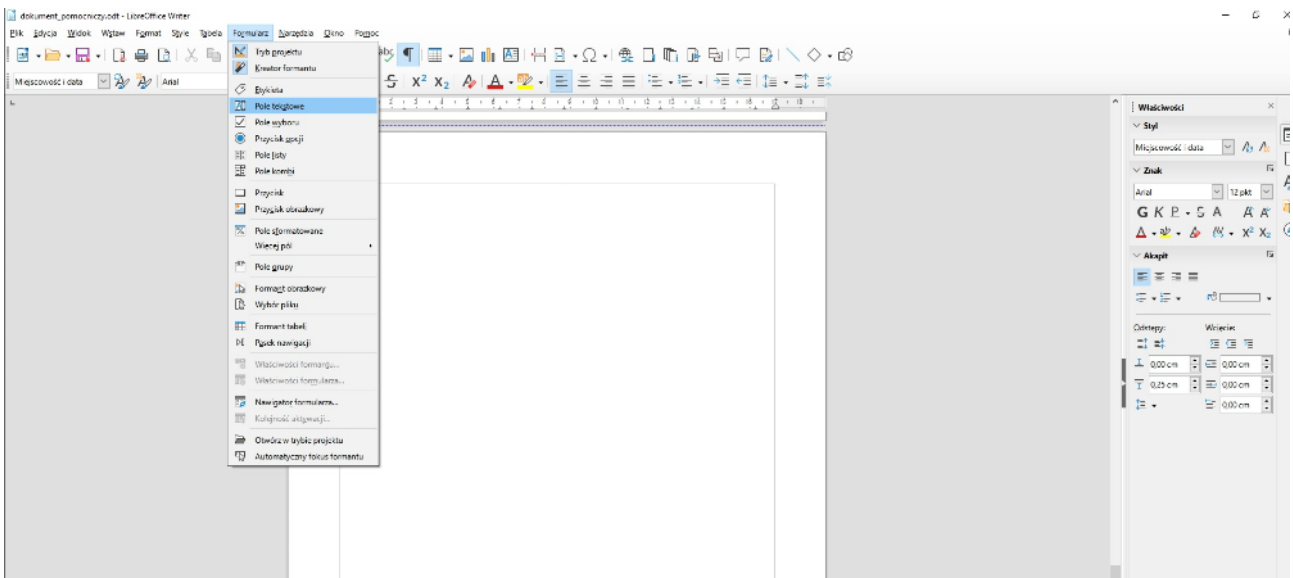 dokument_pomocniczy.odt - LibreOffice Writer
Plik Edycja Widok Wstaw Format Style Tabela Formularz Narzędzia Okno Pomoc
Tryb projektu
Kreator formantu
Miejscowość i data Arial
Etykieta
Pole tekstowe
Pole wyboru
Przycisk opcji
Pole listy
Pole kombi
Przycisk
Przycisk obrazkowy
Pole sformatowane
Więcej pól
Pole grupy
Formant obrazkowy
Wybór pliku
Formant tabeli
Pasek nawigacji
Właściwości formantu...
Właściwości formularza...
Nawigator formularza...
Kolejność aktywacji...
Otwórz w trybie projektu
Automatyczny fokus formantu
Właściwości
Styl
Miejscowość i data
Znak
Arial 12 pkt
G K P S A
Akapit
Odstępy: Wcięcie:
0,00 cm 0,00 cm
0,25 cm 0,00 cm
0,00 cm